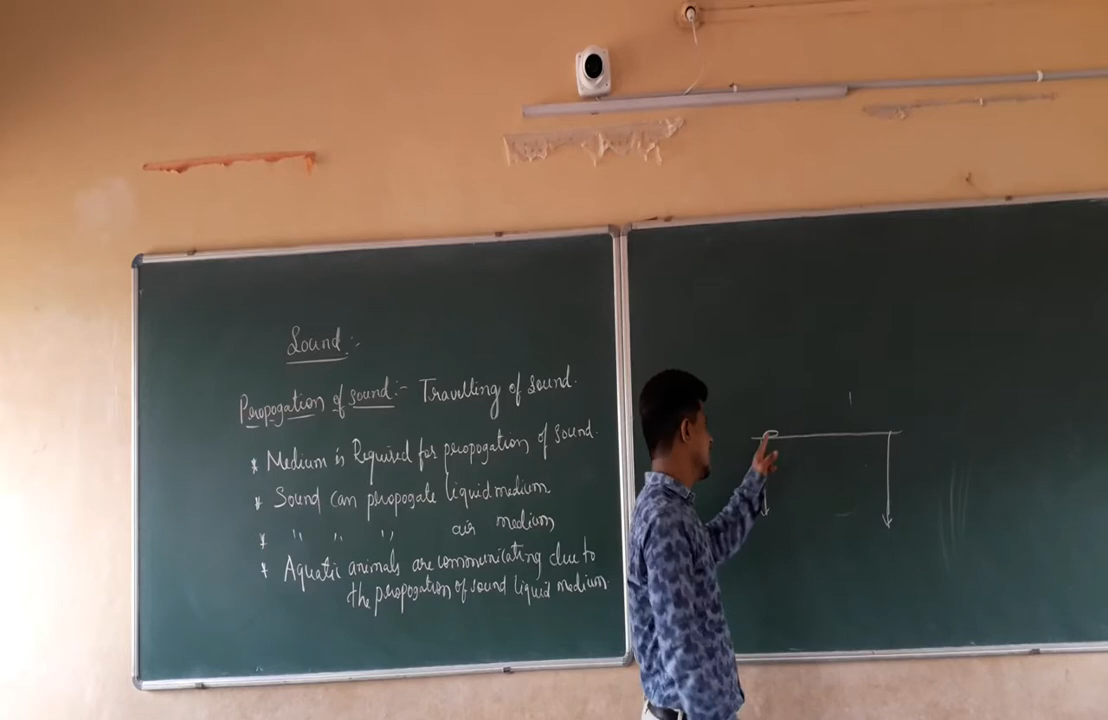 Sound:-
Propogation of sound:- Travelling of sound.
* Medium is Required for propogation of sound.
* Sound can propogate liquid medium
* " " " air medium
* Aquatic animals are communicating due to
the propogation of sound liquid medium.